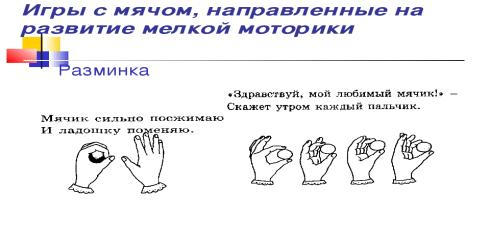 Игры с мячом, направленные на
развитие мелкой моторики
Разминка
«Здравствуй, мой любимый мячик!» –
Скажет утром каждый пальчик.
Мячик сильно посжимаю
И ладошку поменяю.